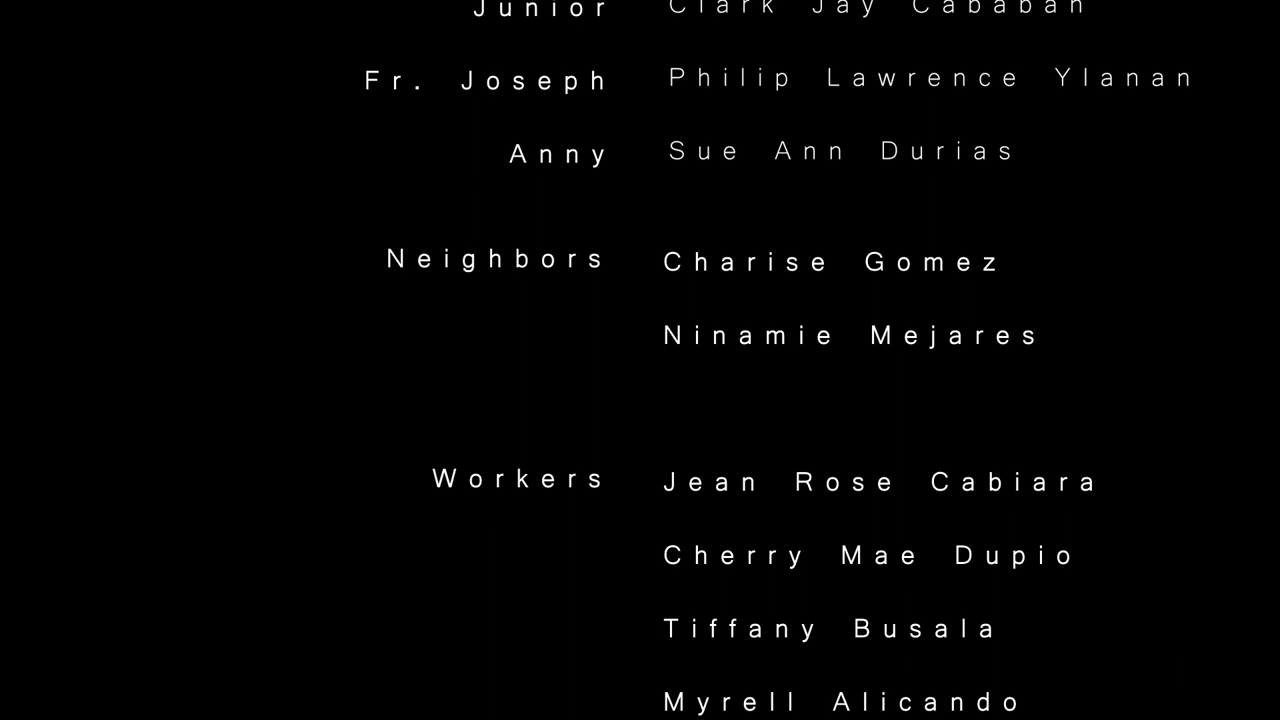 Junior Clark Jay Cababan
Fr. Joseph Philip Lawrence Ylanan
Anny Sue Ann Durias
Neighbors Charise Gomez
Ninamie Mejares
Workers Jean Rose Cabiara
Cherry Mae Dupio
Tiffany Busala
Myrell Alicando